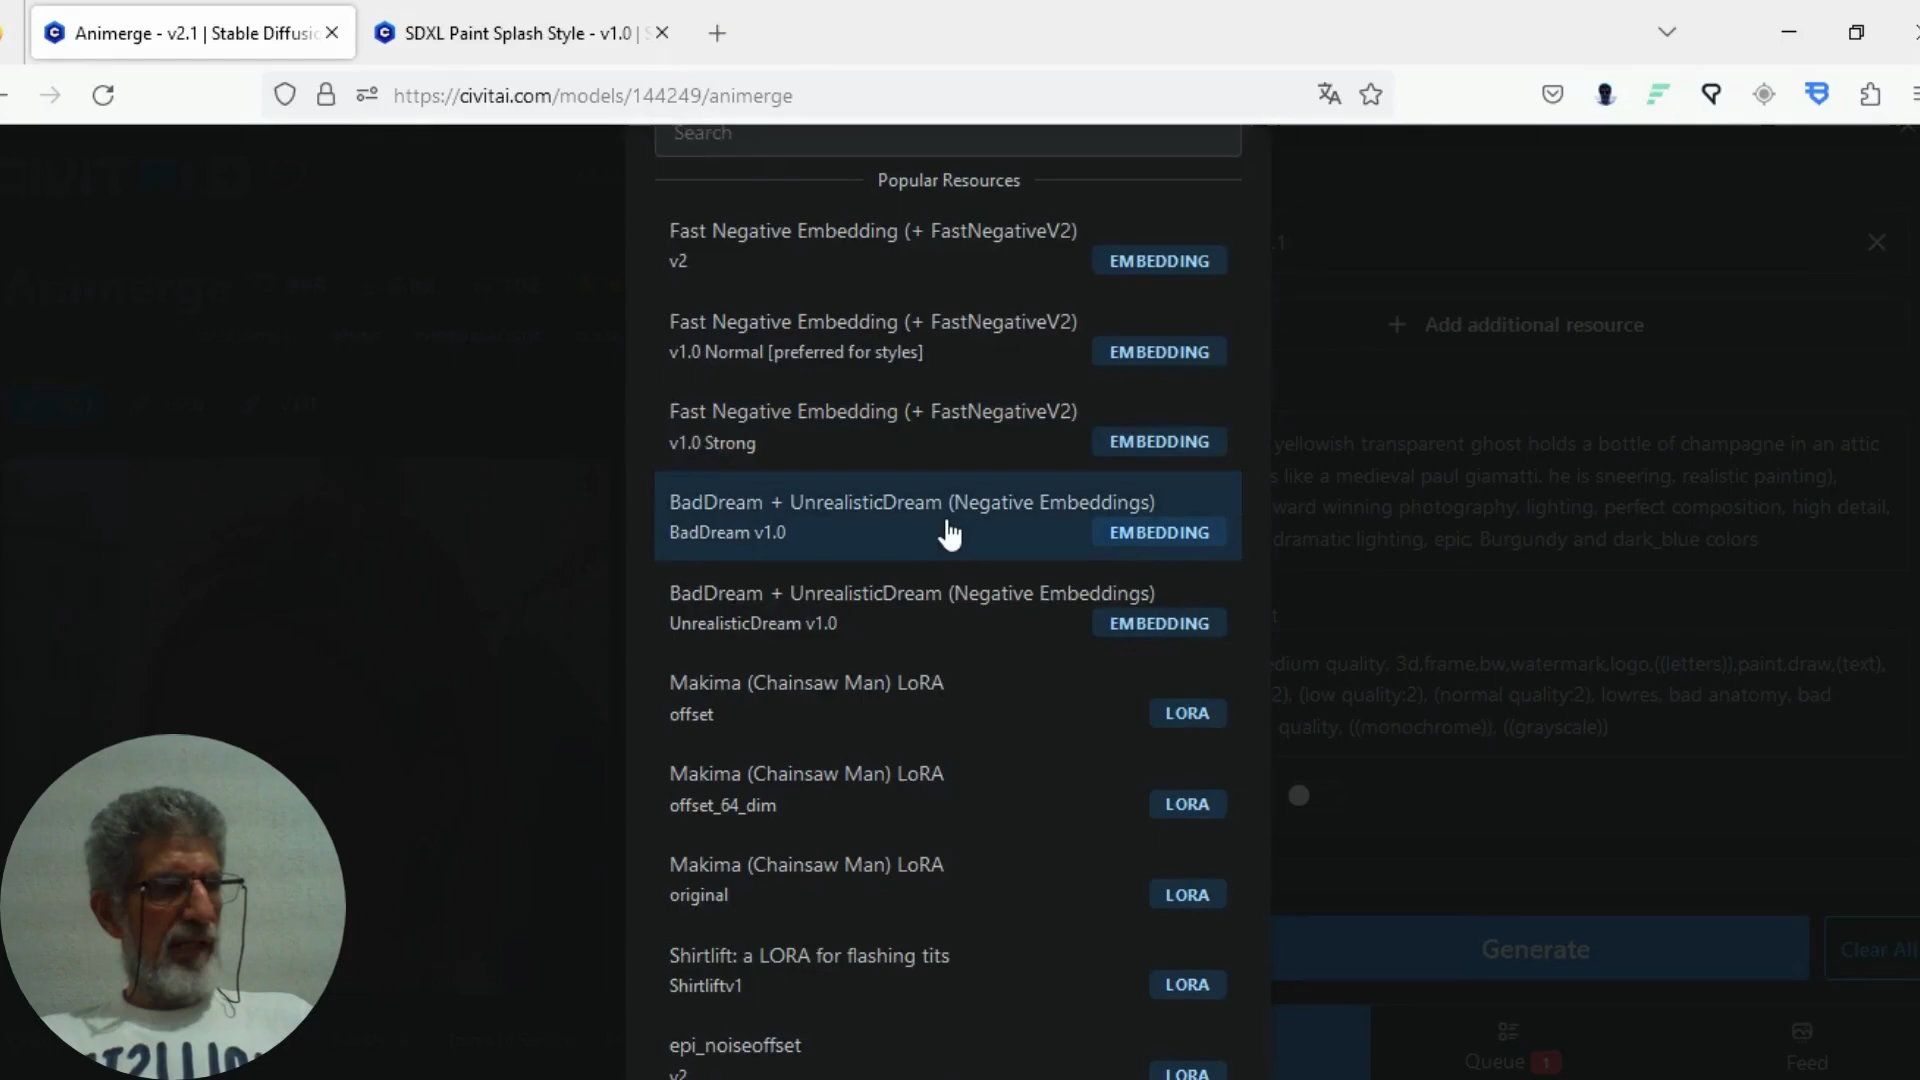 Animerge - v2.1 | Stable Diffusio
SDXL Paint Splash Style - v1.0 |
https://civitai.com/models/144249/animerge
Search
Popular Resources
Fast Negative Embedding (+ FastNegativeV2)
v2
EMBEDDING
Fast Negative Embedding (+ FastNegativeV2)
v1.0 Normal [preferred for styles]
EMBEDDING
Fast Negative Embedding (+ FastNegativeV2)
v1.0 Strong
EMBEDDING
BadDream + UnrealisticDream (Negative Embeddings)
BadDream v1.0
EMBEDDING
BadDream + UnrealisticDream (Negative Embeddings)
UnrealisticDream v1.0
EMBEDDING
Makima (Chainsaw Man) LoRA
offset
LORA
Makima (Chainsaw Man) LoRA
offset_64_dim
LORA
Makima (Chainsaw Man) LoRA
original
LORA
Shirtlift: a LORA for flashing tits
Shirtliftv1
LORA
epi_noiseoffset
v2
LORA
.1
+ Add additional resource
yellowish transparent ghost holds a bottle of champagne in an attic
like a medieval paul giamatti. he is sneering. realistic painting),
ward winning photography, lighting, perfect composition, high detail,
dramatic lighting, epic, Burgundy and dark_blue colors
dium quality, 3d,frame,bw,watermark,logo,((letters)),paint,draw,(text),
2), (low quality:2), (normal quality:2), lowres, bad anatomy, bad
quality, ((monochrome)), ((grayscale))
Generate
Clear All
Queue 1
Feed
Animerge